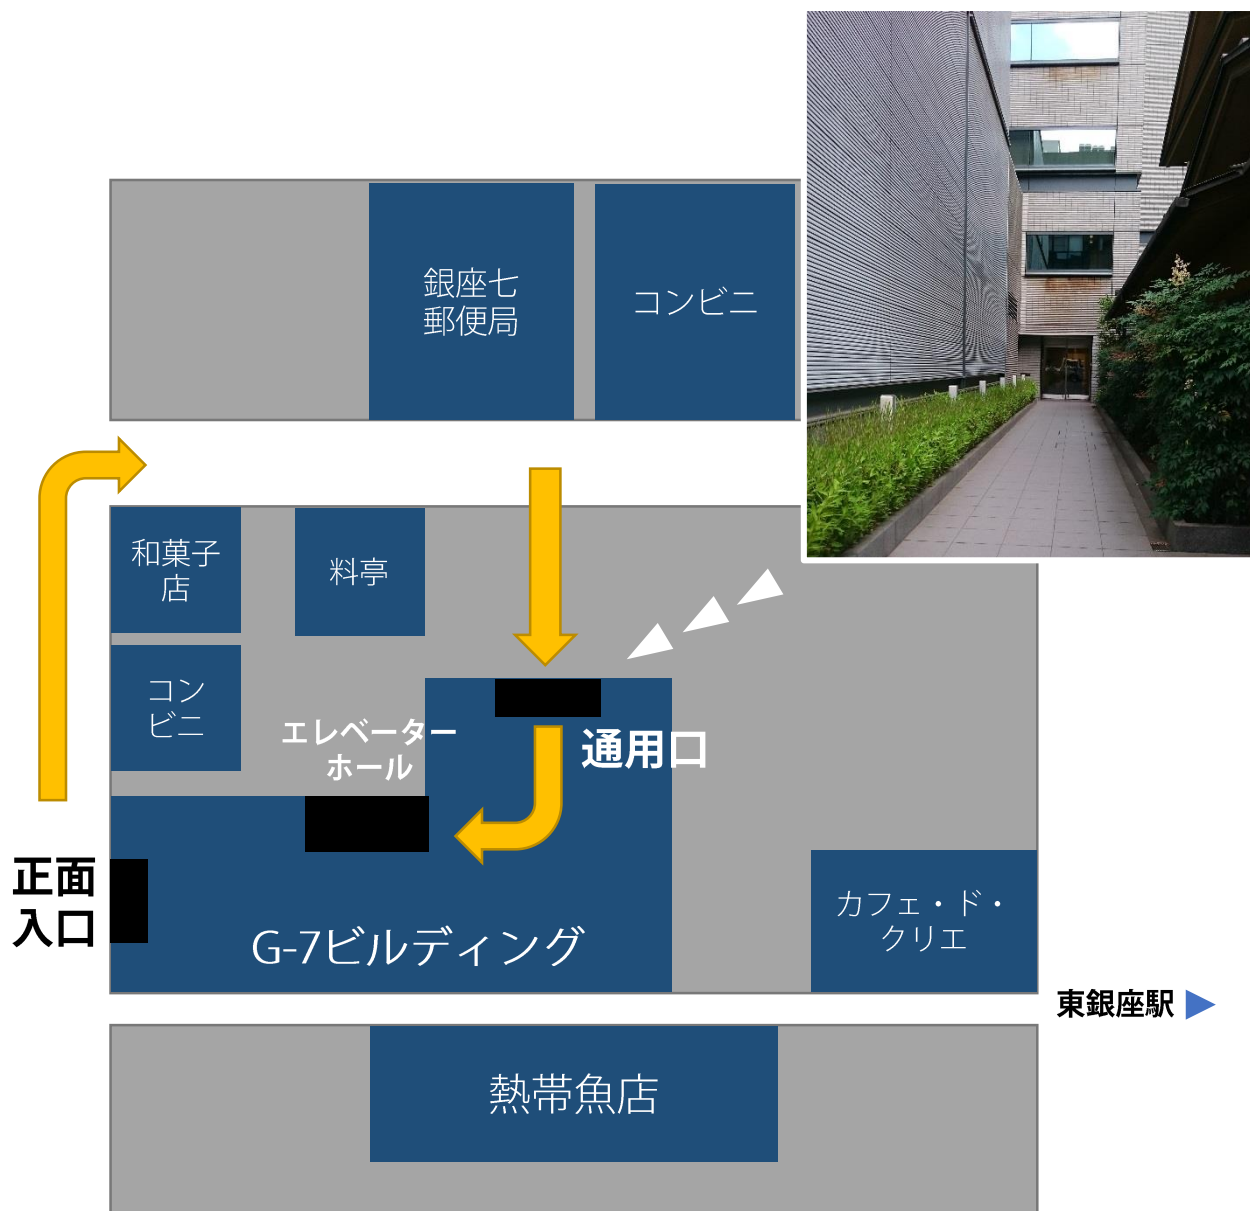 銀座七
郵便局
コンビニ
和菓子
店
料亭
コン
ビニ
エレベーター
ホール
通用口
正面
入口
G-7ビルディング
カフェ・ド・
クリエ
東銀座駅
熱帯魚店